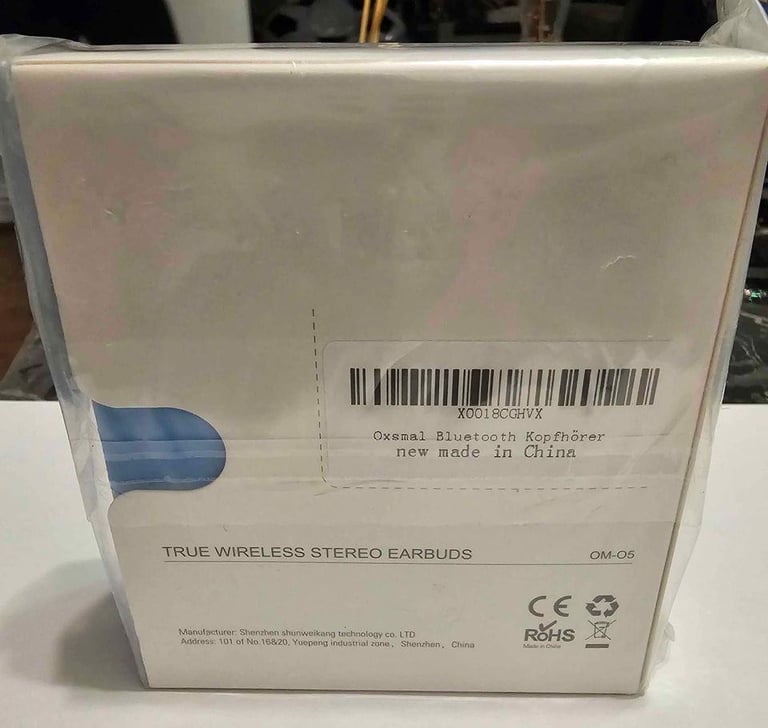 X0018CGHVX
Oxsmal Bluetooth Kopfhörer
new made in China
TRUE WIRELESS STEREO EARBUDS OM-O5
Manufacturer: Shenzhen shunweikang technology co. LTD
Address: 101 of No.16&20, Yuepeng industrial zone, Shenzhen, China
CE
RoHS
Made in China